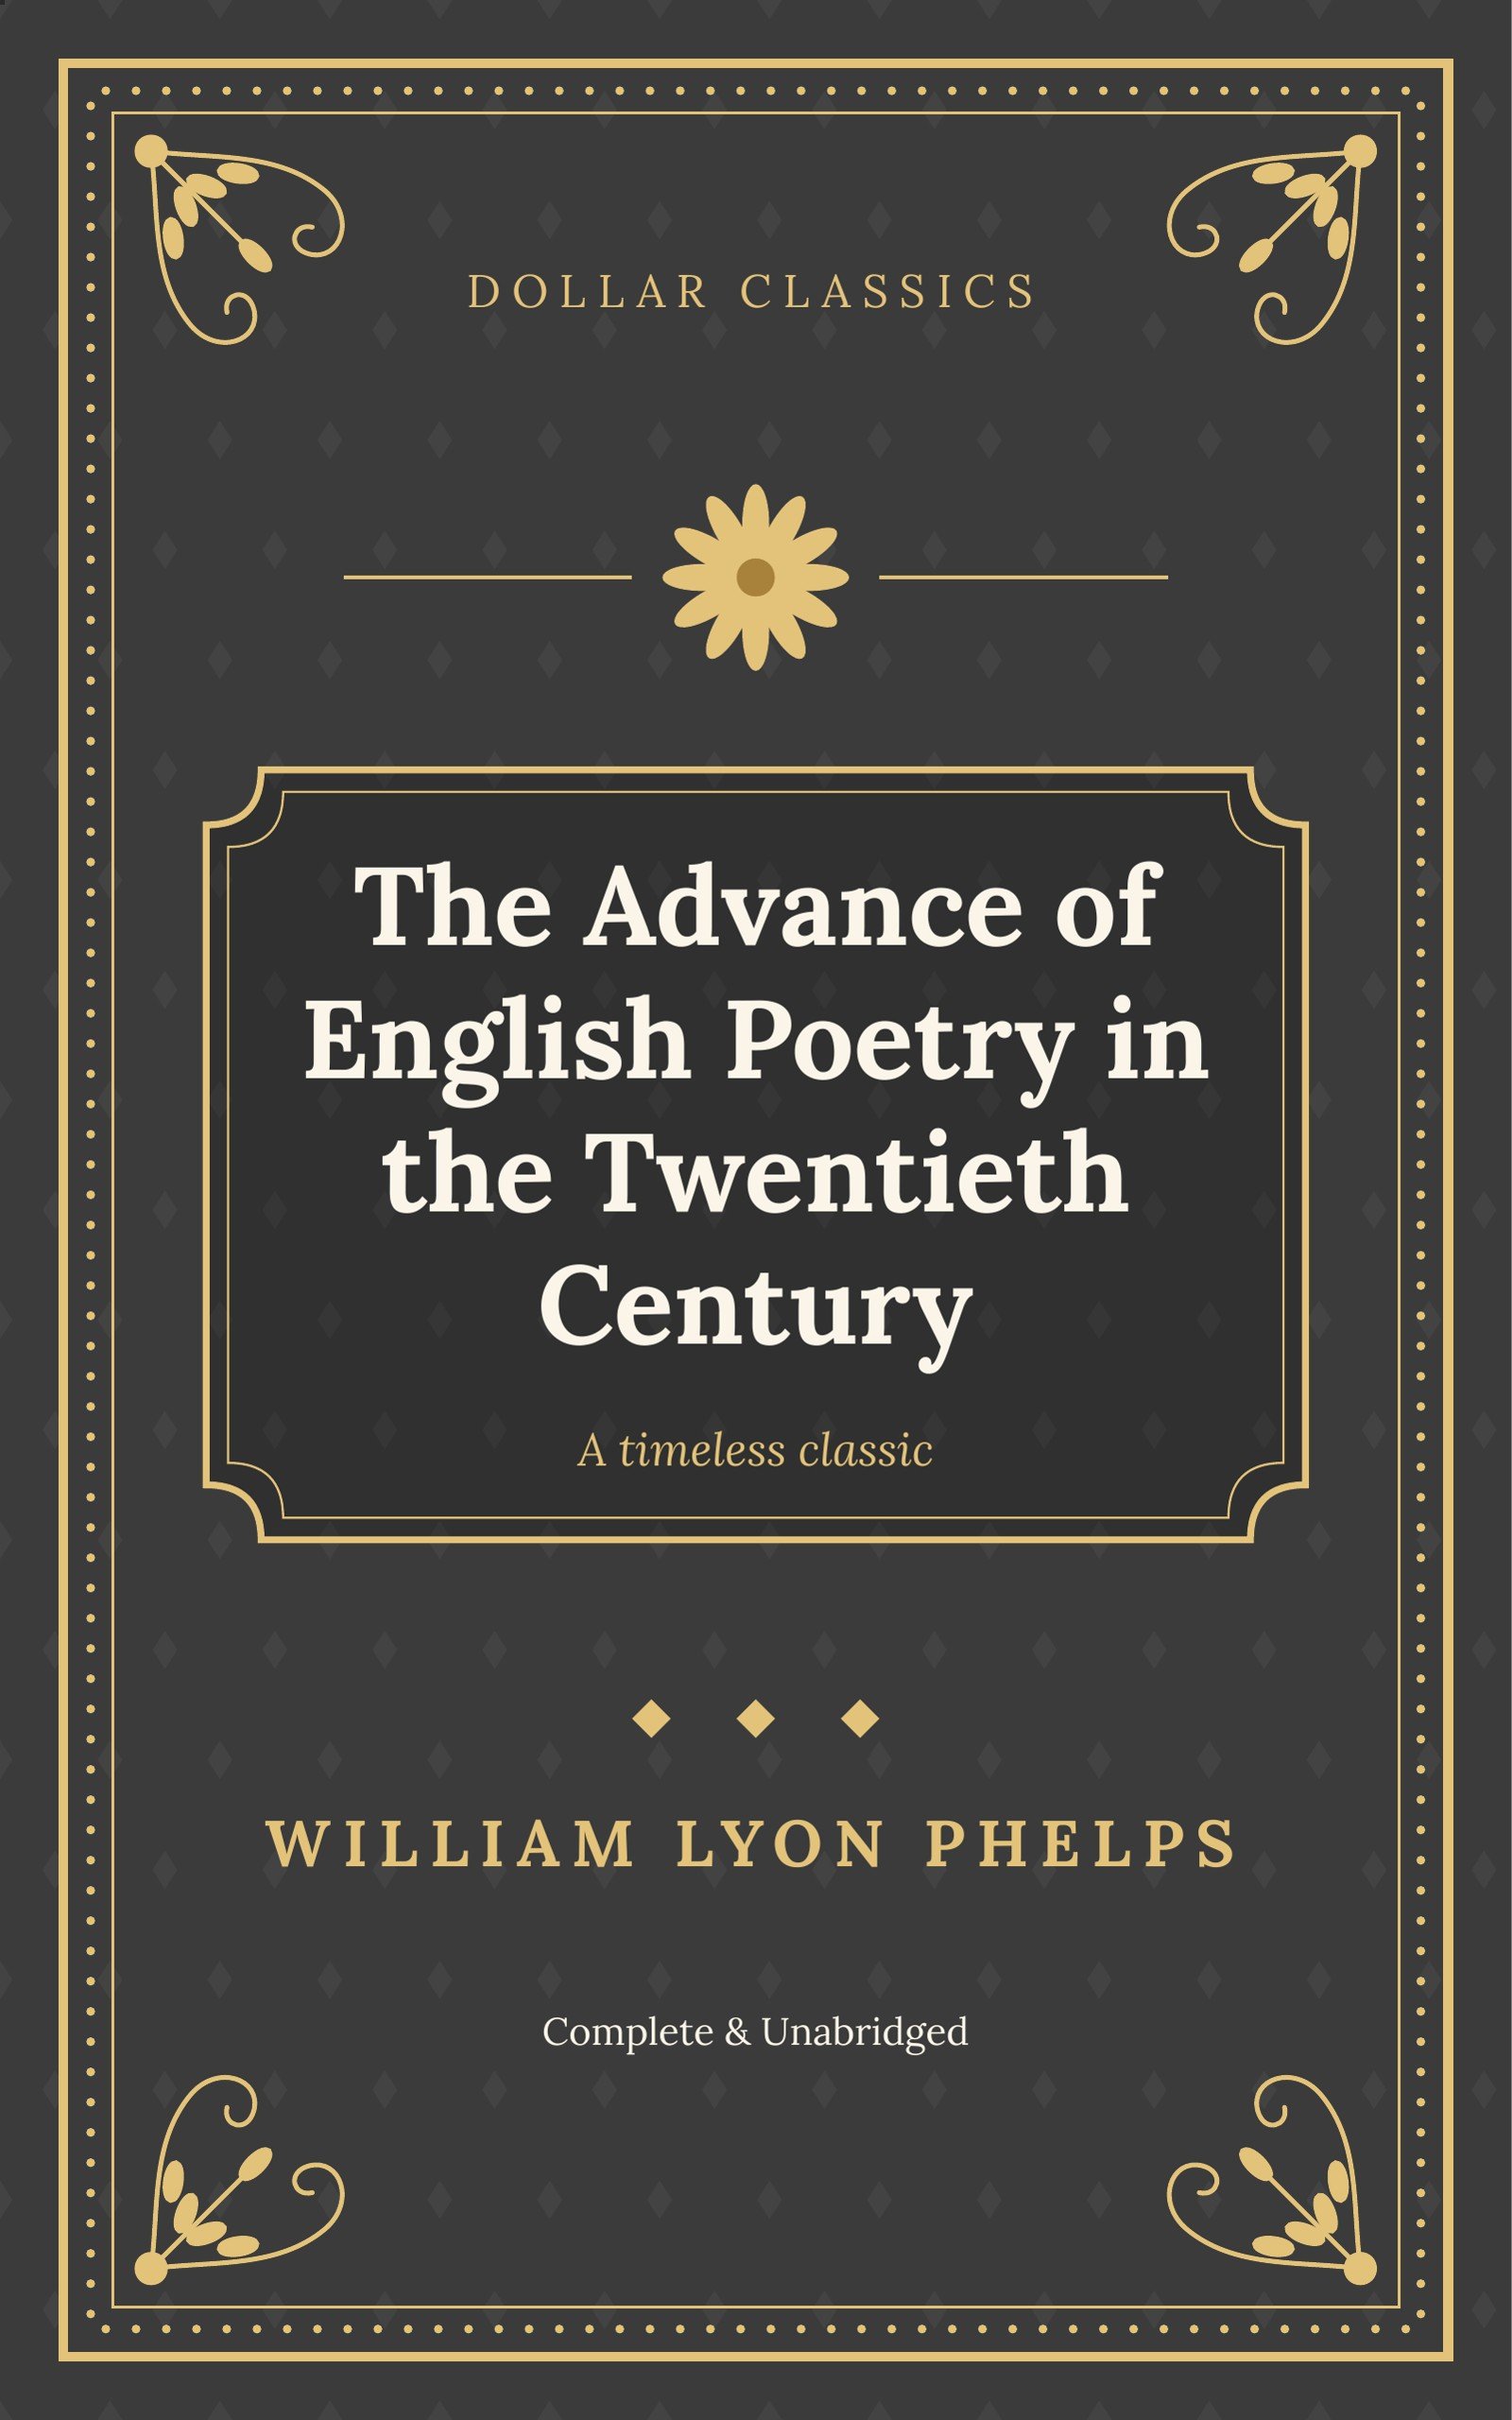 DOLLAR CLASSICS
The Advance of
English Poetry in
the Twentieth
Century
A timeless classic
WILLIAM LYON PHELPS
Complete & Unabridged